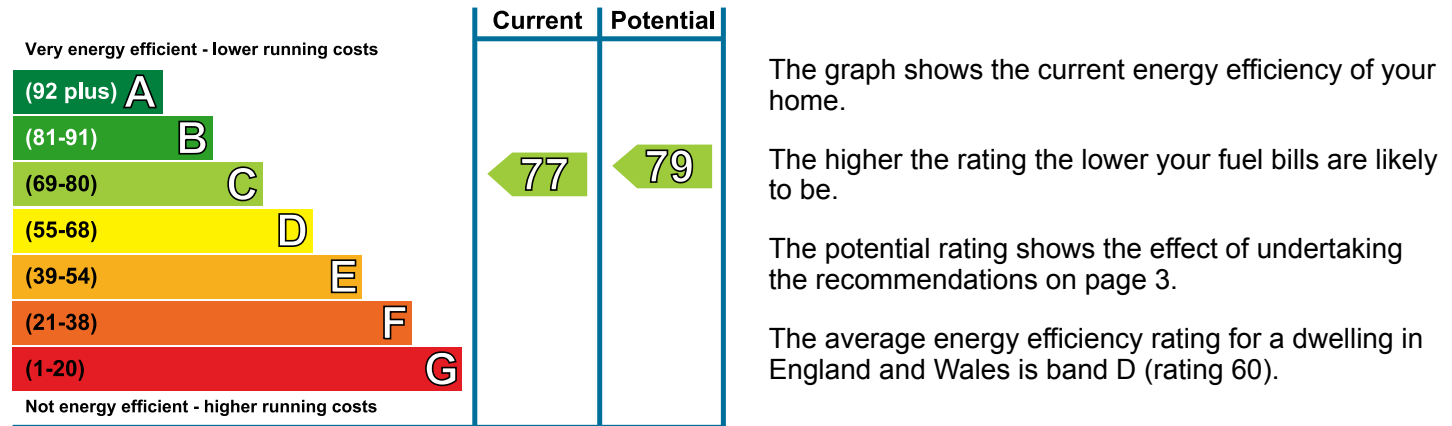 Current Potential
Very energy efficient - lower running costs
(92 plus) A
(81-91) B
(69-80) C
77 79
(55-68) D
(39-54) E
(21-38) F
(1-20) G
Not energy efficient - higher running costs
The graph shows the current energy efficiency of your
home.
The higher the rating the lower your fuel bills are likely
to be.
The potential rating shows the effect of undertaking
the recommendations on page 3.
The average energy efficiency rating for a dwelling in
England and Wales is band D (rating 60).